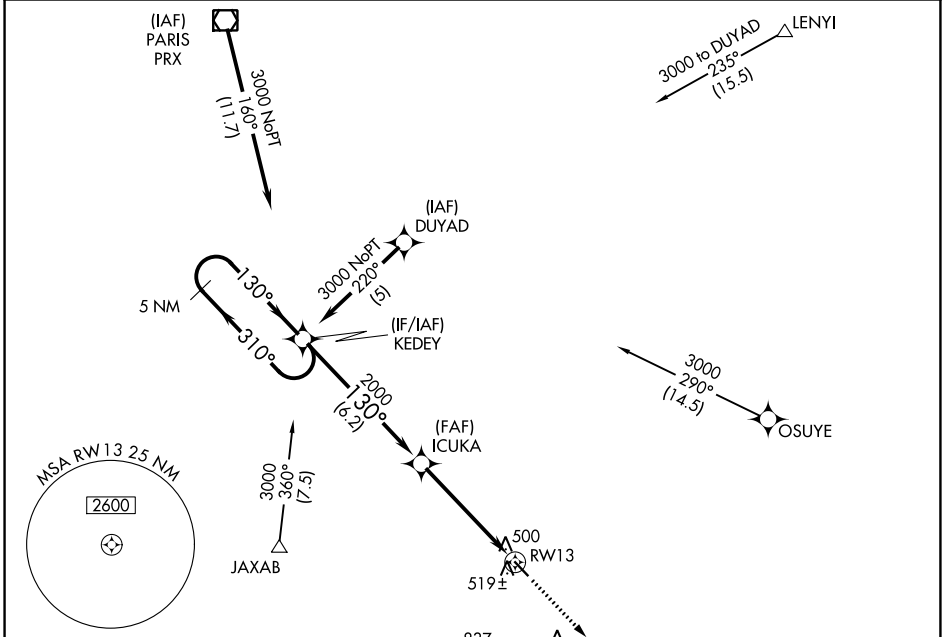 (IAF)
PARIS
PRX
3000 NoPT
160°
(11.7)
LENYI
3000 to DUYAD
235°
(15.5)
(IAF)
DUYAD
3000 NoPT
220°
(5)
130°
5 NM
310°
(IF/IAF)
KEDEY
2000
130°
(6.2)
3000
290°
(14.5)
OSUYE
(FAF)
ICUKA
MSA RW13 25 NM
2600
3000
360°
(7.5)
JAXAB
500
RW13
519±